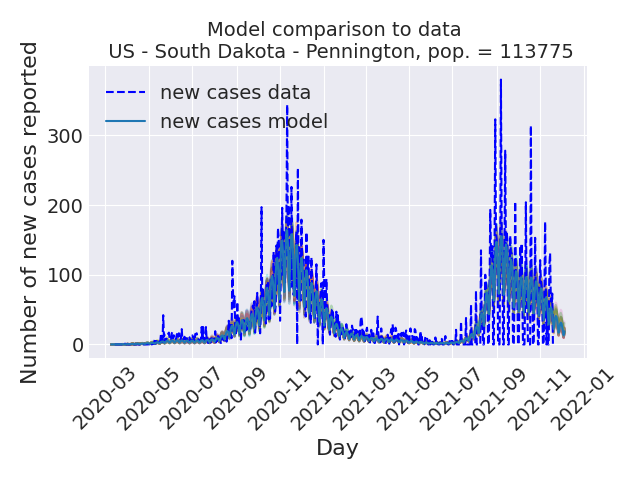 Model comparison to data
US - South Dakota - Pennington, pop. = 113775
Number of new cases reported
new cases data
new cases model
300
200
100
0
2020-03
2020-05
2020-07
2020-09
2020-11
2021-01
2021-03
2021-05
2021-07
2021-09
2021-11
2022-01
Day